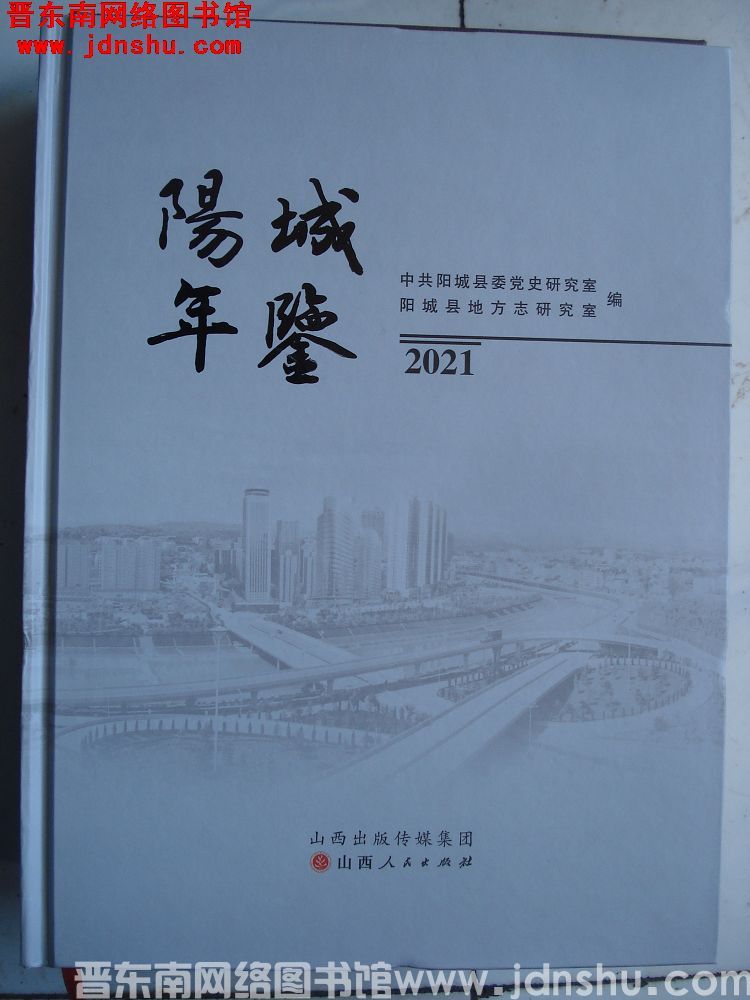 晋东南网络图书馆
www.jdnshu.com
陽城
年鑒
中共阳城县委党史研究室
阳城县地方志研究室 编
2021
山西出版传媒集团
山西人民出版社
晋东南网络图书馆www.jdnshu.com